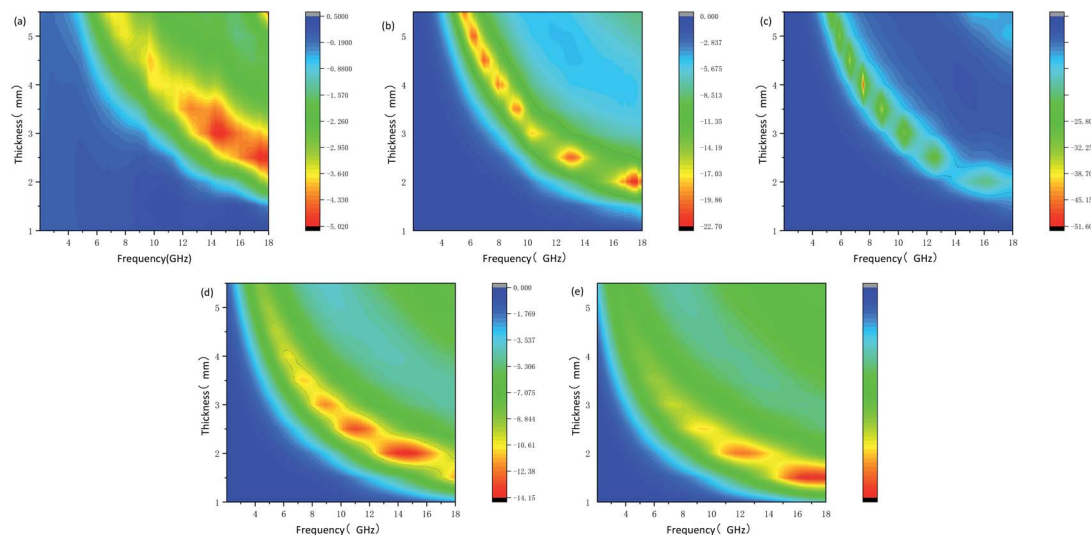 (a)
Thickness( mm)
5
4
3
2
1
4 6 8 10 12 14 16 18
Frequency(GHz)
0.5000
-0.1900
-0.8800
-1.570
-2.260
-2.950
-3.640
-4.330
-5.020
(b)
Thickness( mm)
5
4
3
2
1
4 6 8 10 12 14 16 18
Frequency( GHz)
0.000
-2.837
-5.675
-8.513
-11.35
-14.19
-17.03
-19.86
-22.70
(c)
Thickness( mm)
5
4
3
2
1
4 6 8 10 12 14 16 18
Frequency( GHz)
-25.80
-32.25
-38.70
-45.15
-51.60
(d)
Thickness( mm)
5
4
3
2
1
4 6 8 10 12 14 16 18
Frequency( GHz)
0.000
-1.769
-3.537
-5.306
-7.075
-8.844
-10.61
-12.38
-14.15
(e)
Thickness( mm)
5
4
3
2
1
4 6 8 10 12 14 16 18
Frequency( GHz)